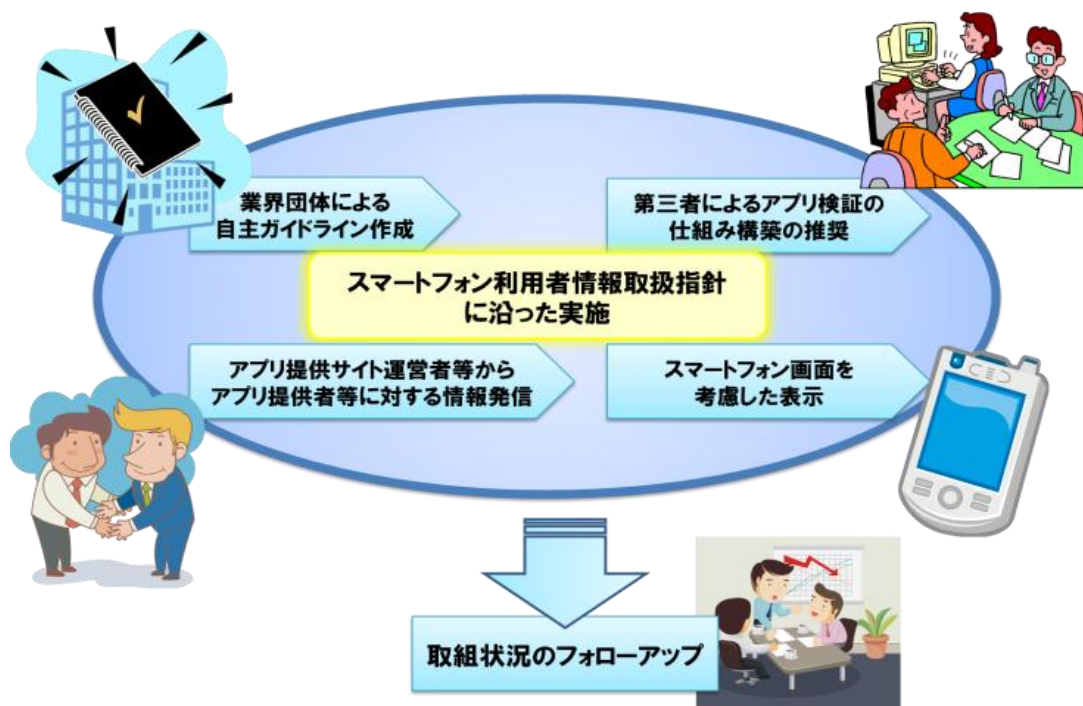 業界団体による
自主ガイドライン作成
第三者によるアプリ検証の
仕組み構築の推奨
スマートフォン利用者情報取扱指針
に沿った実施
アプリ提供サイト運営者等から
アプリ提供者等に対する情報発信
スマートフォン画面を
考慮した表示
取組状況のフォローアップ